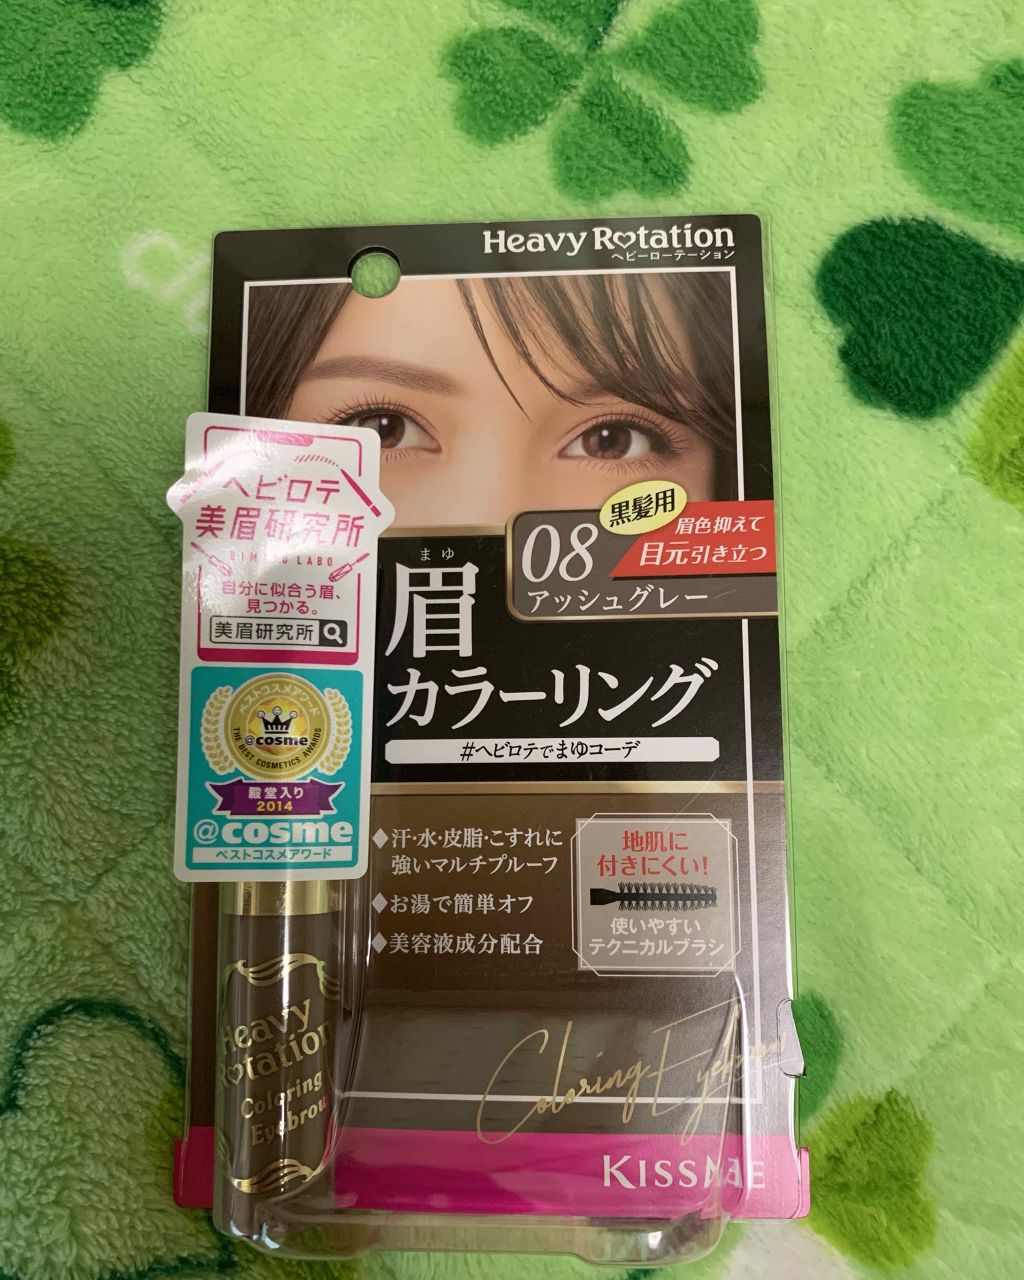 Heavy Rotation
ヘビーローテーション
黒髪用
08
アッシュグレー
眉色抑えて
目元引き立つ
まゆ
眉
カラーリング
#ヘビロテでまゆコーデ
ヘビロテ
美眉研究所
BIMAYU LABO
自分に似合う眉、
見つかる。
美眉研究所
ベストコスメアワード
@cosme
THE BEST COSMETICS AWARDS
殿堂入り
2014
@cosme
ベストコスメアワード
◆汗・水・皮脂・こすれに
強いマルチプルーフ
◆お湯で簡単オフ
◆美容液成分配合
地肌に
付きにくい!
使いやすい
テクニカルブラシ
Heavy
Rotation
Coloring
Eyebrow
Coloring Eyebrow
KISSME